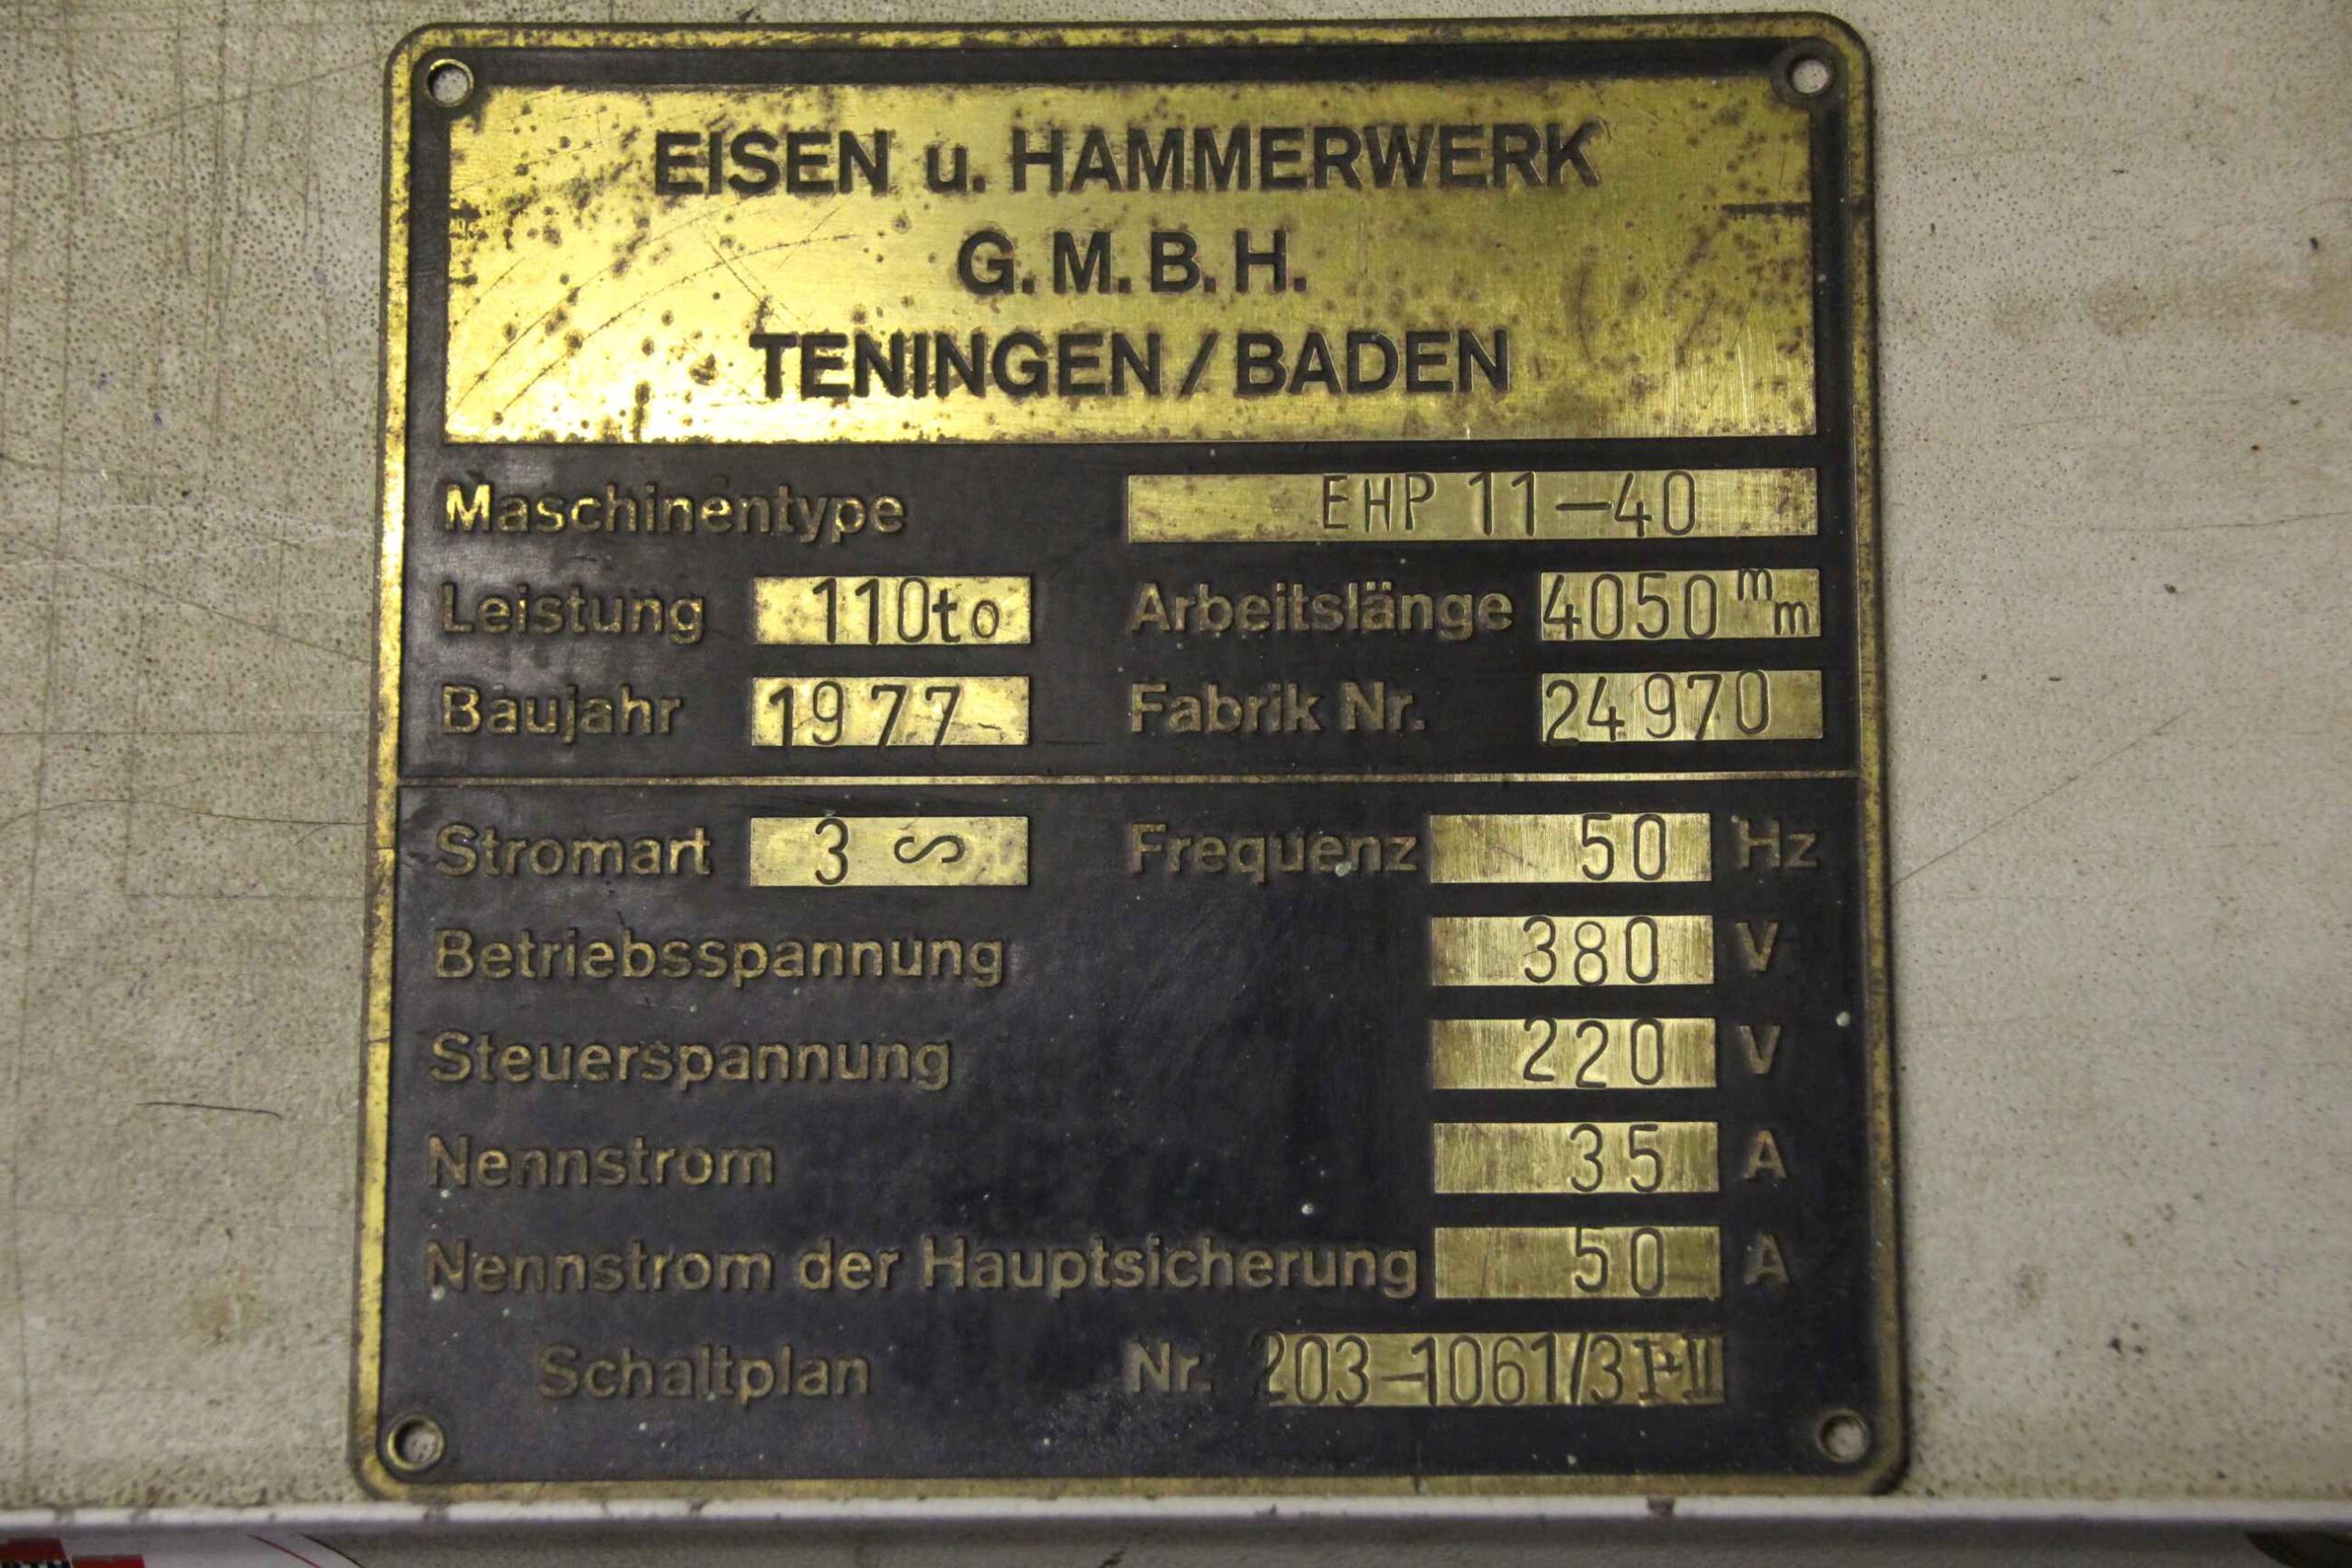 EISEN u. HAMMERWERK
G.M.B.H.
TENINGEN / BADEN
Maschinentype EHP 11-40
Leistung 110to Arbeitslänge 4050 mm
Baujahr 1977 Fabrik Nr. 24970
Stromart 3 ∽ Frequenz 50 Hz
Betriebsspannung 380 V
Steuerspannung 220 V
Nennstrom 35 A
Nennstrom der Hauptsicherung 50 A
Schaltplan Nr. 203-1061/3 I+II